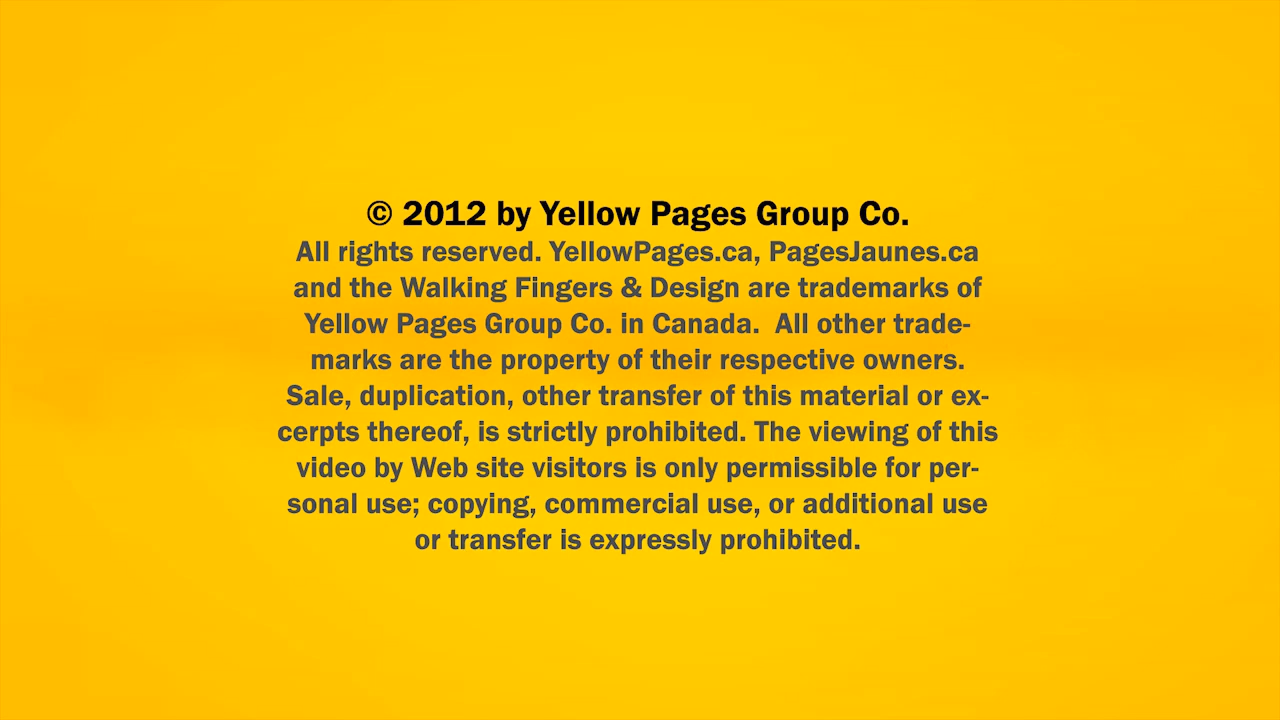 © 2012 by Yellow Pages Group Co.
All rights reserved. YellowPages.ca, PagesJaunes.ca
and the Walking Fingers & Design are trademarks of
Yellow Pages Group Co. in Canada.  All other trade-
marks are the property of their respective owners.
Sale, duplication, other transfer of this material or ex-
cerpts thereof, is strictly prohibited. The viewing of this
video by Web site visitors is only permissible for per-
sonal use; copying, commercial use, or additional use
or transfer is expressly prohibited.